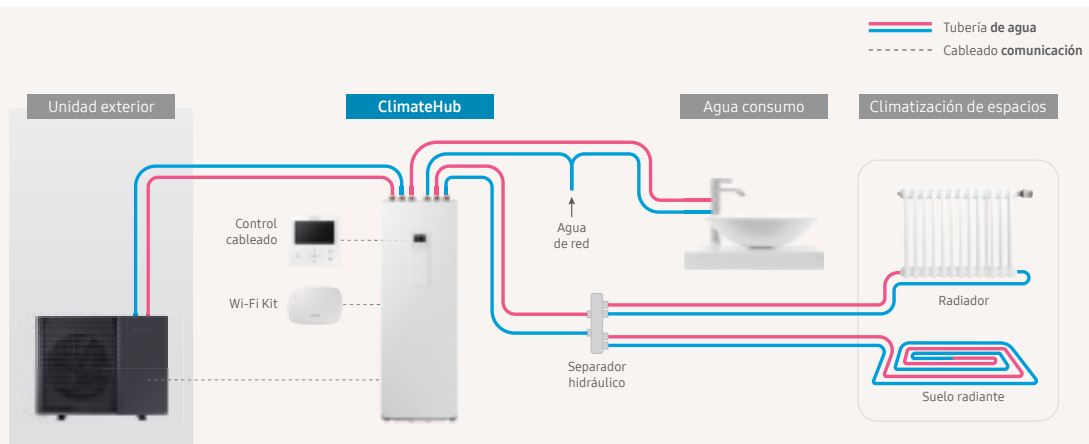 Tubería de agua
Cableado comunicación
Unidad exterior
ClimateHub
Agua consumo
Climatización de espacios
Control
cableado
Agua
de red
Wi-Fi Kit
Radiador
Separador
hidráulico
Suelo radiante